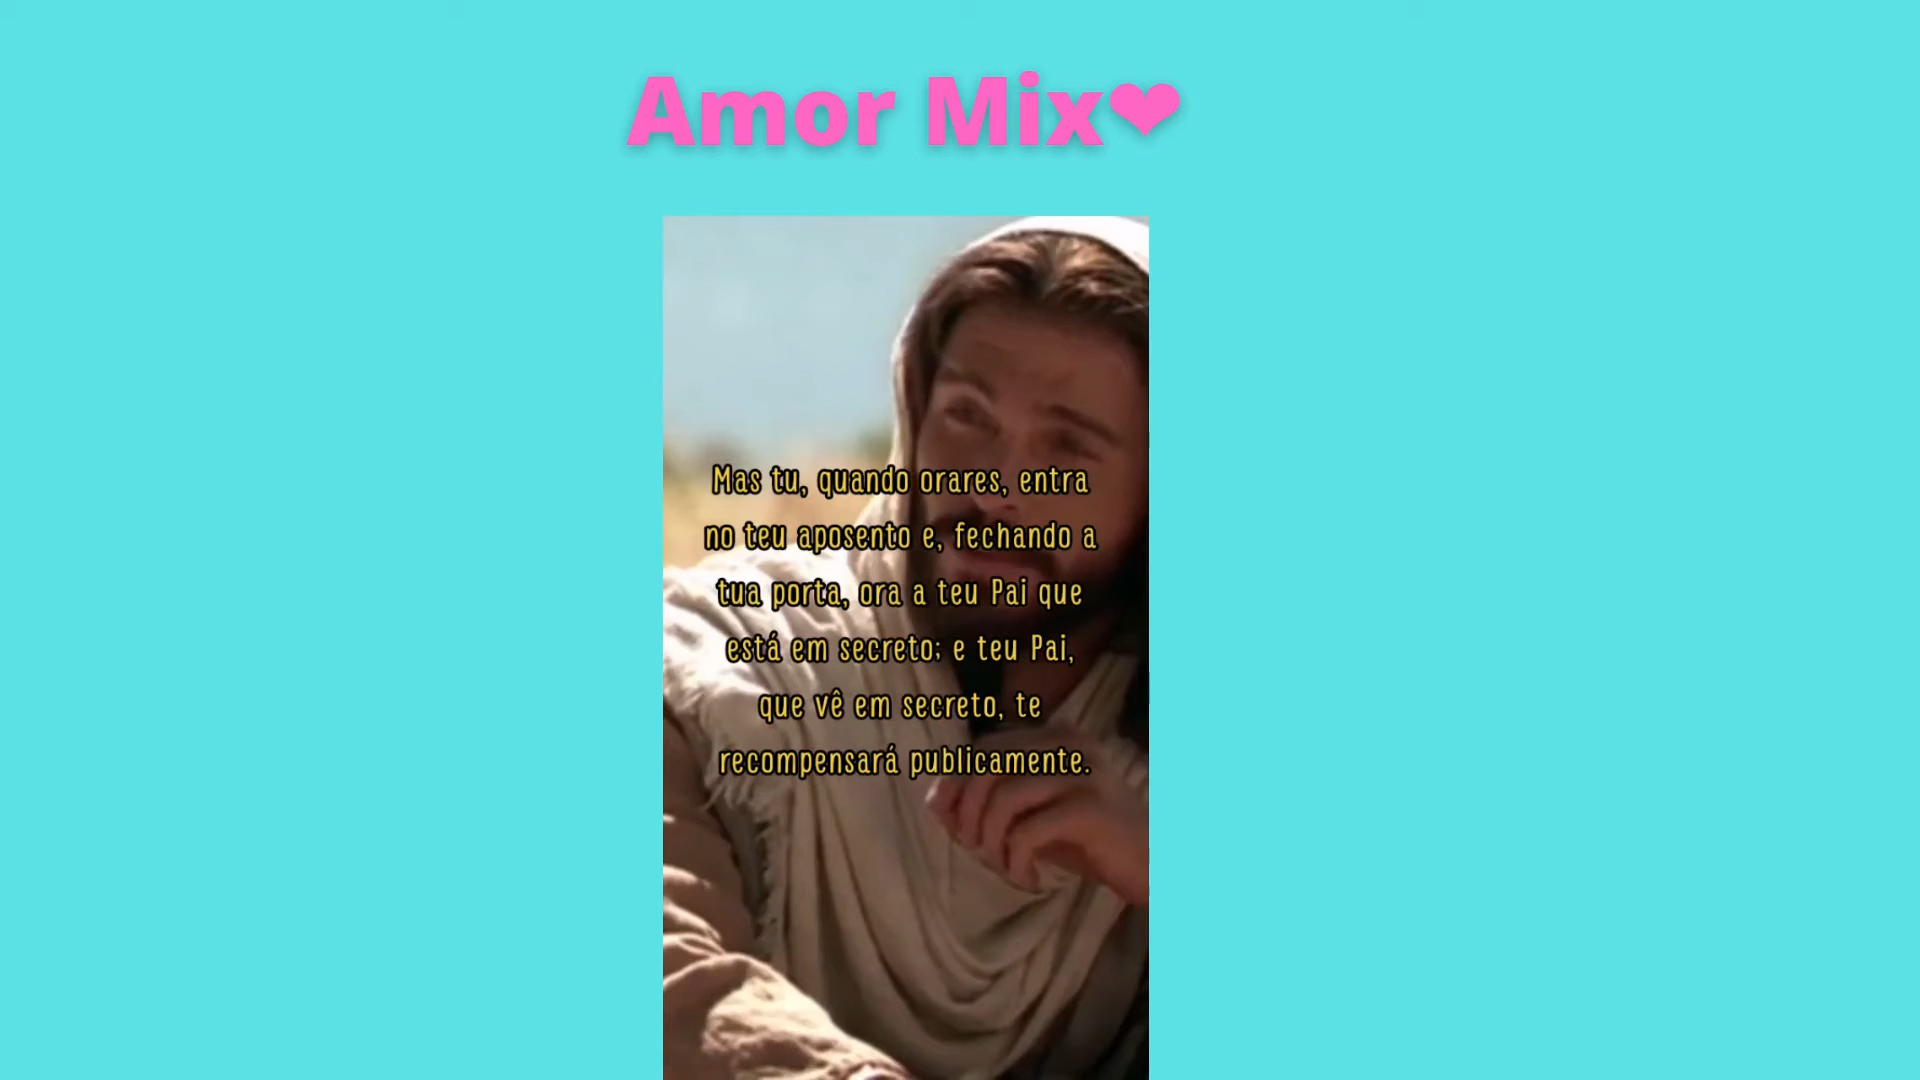 Amor Mix❤
Mas tu, quando orares, entra
no teu aposento e, fechando a
tua porta, ora a teu Pai que
está em secreto; e teu Pai,
que vê em secreto, te
recompensará publicamente.